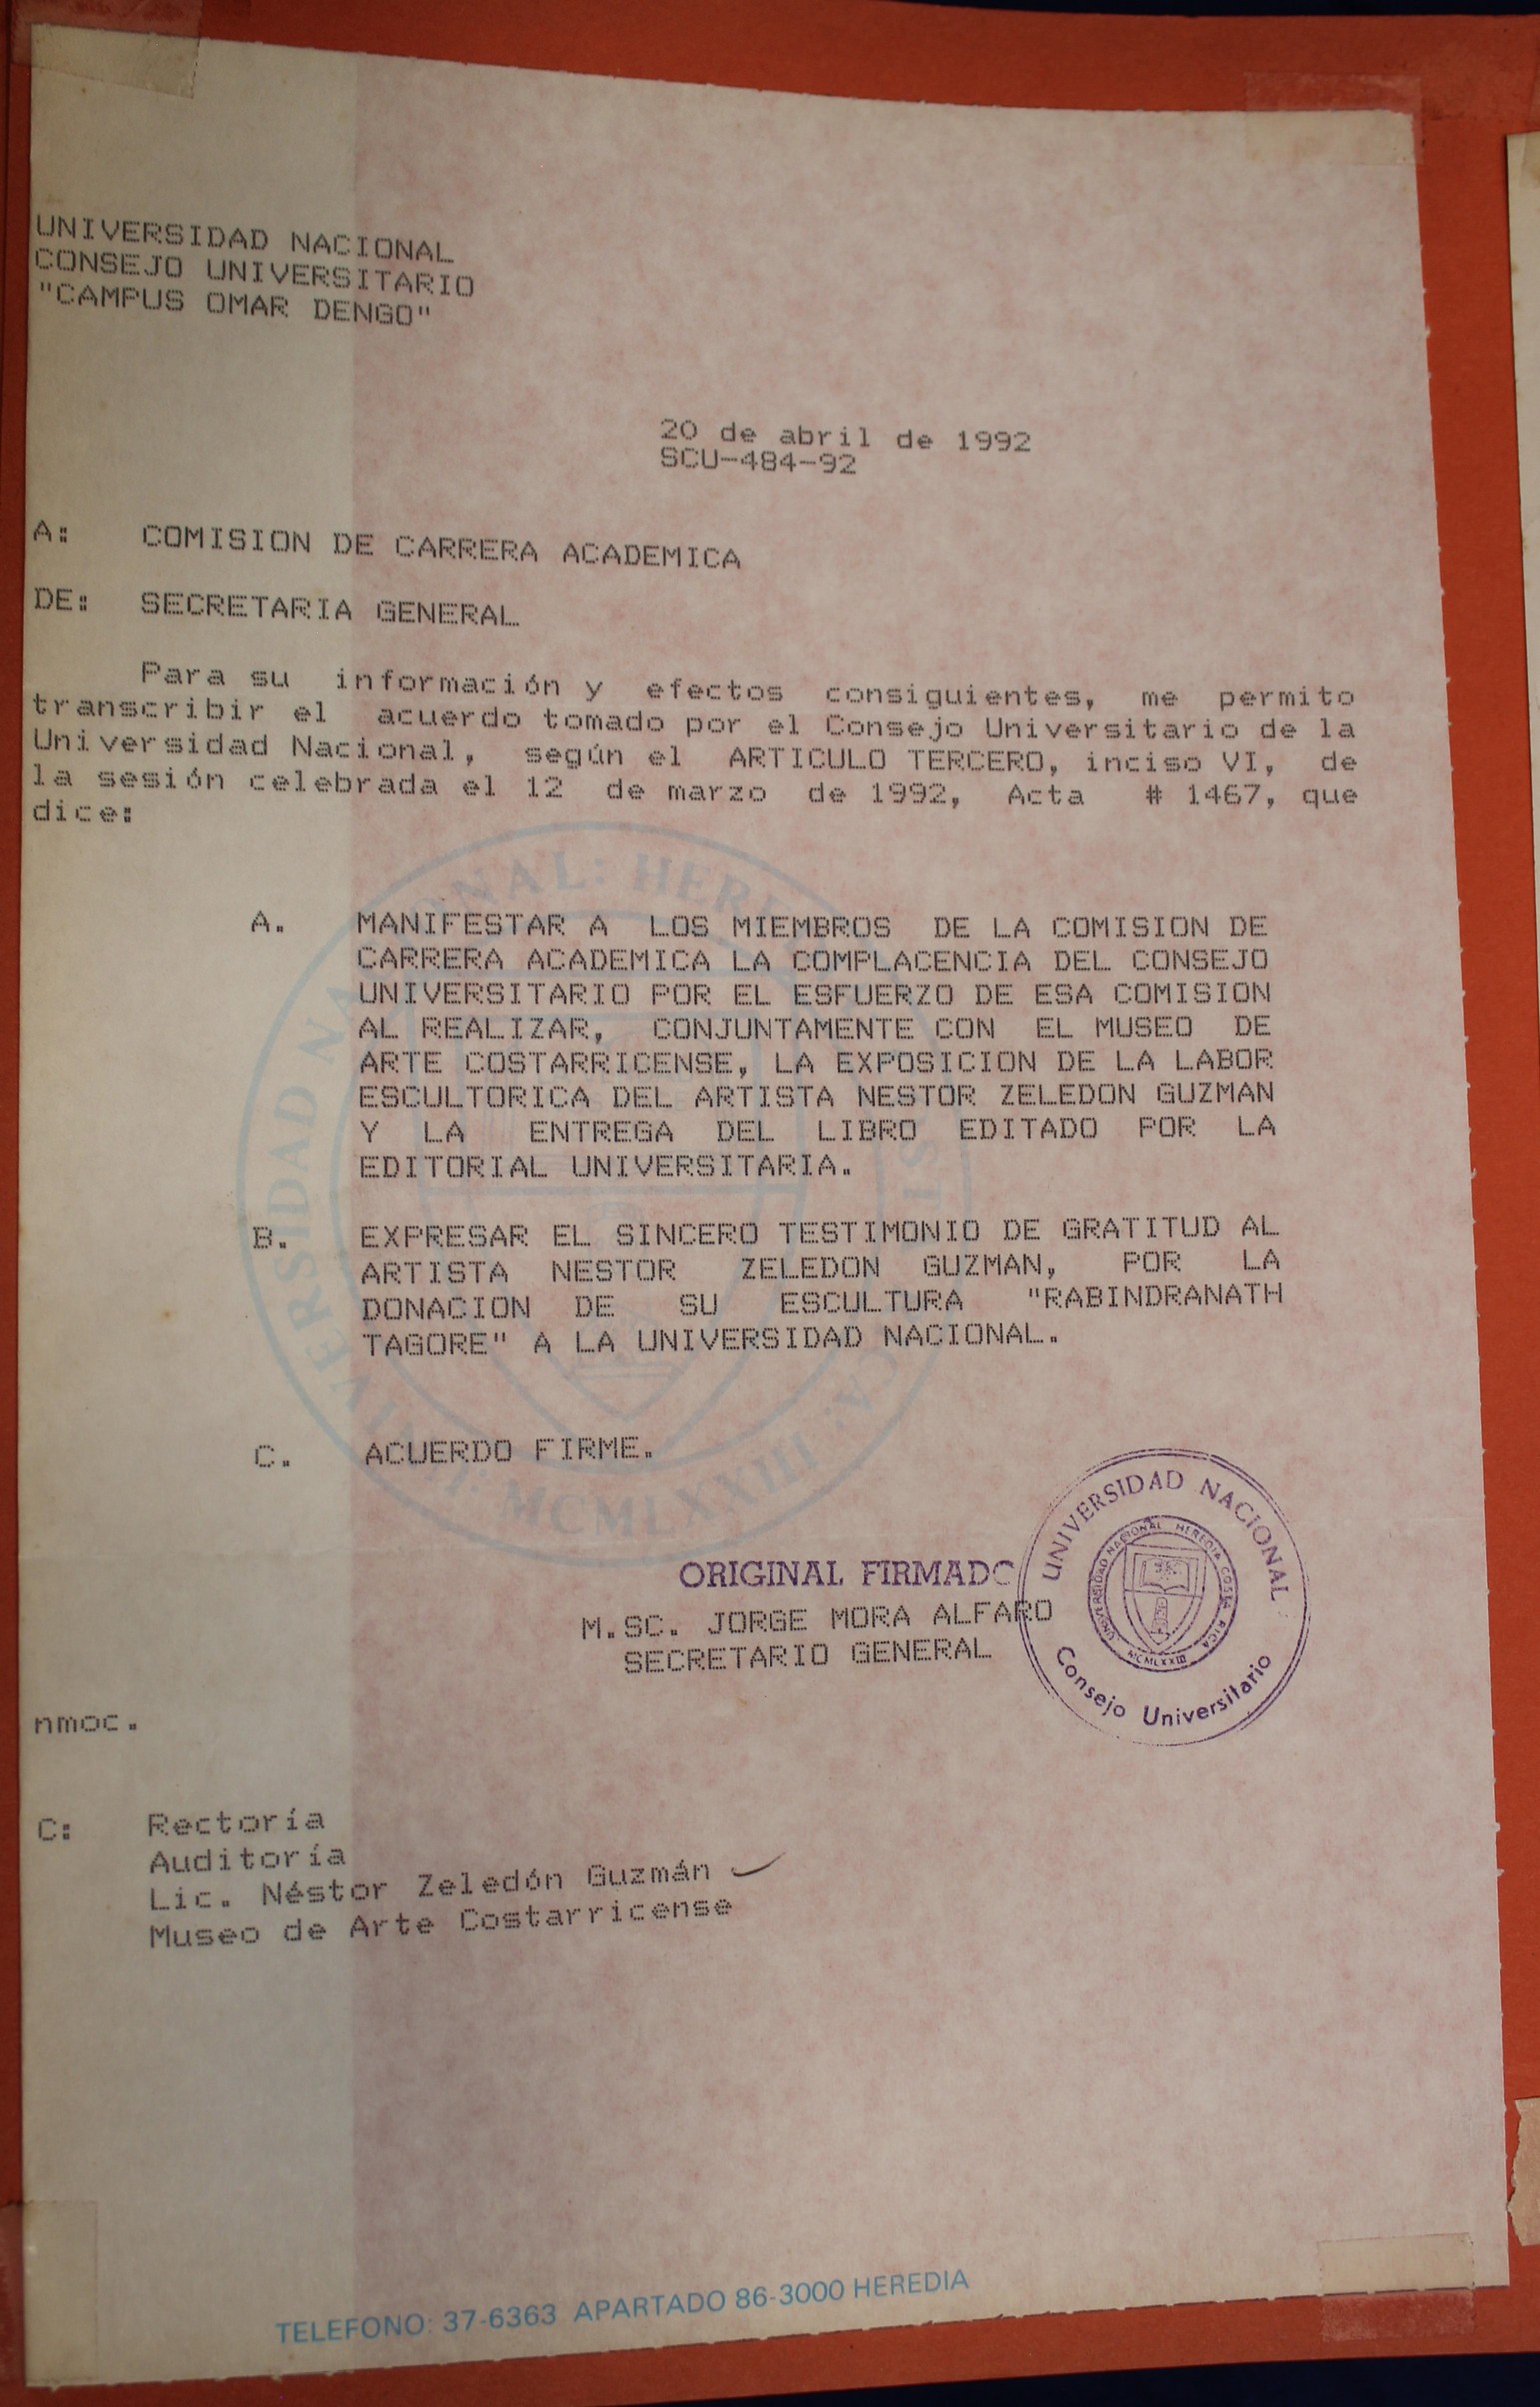 UNIVERSIDAD NACIONAL
CONSEJO UNIVERSITARIO
"CAMPUS OMAR DENGO"
20 de abril de 1992
SCU-484-92
A: COMISION DE CARRERA ACADEMICA
DE: SECRETARIA GENERAL
Para su información y efectos consiguientes, me permito
transcribir el acuerdo tomado por el Consejo Universitario de la
Universidad Nacional, según el ARTICULO TERCERO, inciso VI, de
la sesión celebrada el 12 de marzo de 1992, Acta # 1467, que
dice:
A. MANIFESTAR A LOS MIEMBROS DE LA COMISION DE
CARRERA ACADEMICA LA COMPLACENCIA DEL CONSEJO
UNIVERSITARIO POR EL ESFUERZO DE ESA COMISION
AL REALIZAR, CONJUNTAMENTE CON EL MUSEO DE
ARTE COSTARRICENSE, LA EXPOSICION DE LA LABOR
ESCULTORICA DEL ARTISTA NESTOR ZELEDON GUZMAN
Y LA ENTREGA DEL LIBRO EDITADO POR LA
EDITORIAL UNIVERSITARIA.
B. EXPRESAR EL SINCERO TESTIMONIO DE GRATITUD AL
ARTISTA NESTOR ZELEDON GUZMAN, POR LA
DONACION DE SU ESCULTURA "RABINDRANATH
TAGORE" A LA UNIVERSIDAD NACIONAL.
C. ACUERDO FIRME.
MCMLXXIII
ORIGINAL FIRMADO
M.SC. JORGE MORA ALFARO
SECRETARIO GENERAL
UNIVERSIDAD NACIONAL
UNIVERSIDAD NACIONAL HEREDIA COSTA RICA
MCMLXXIII
Consejo Universitario
nmoc.
C: Rectoría
Auditoría
Lic. Néstor Zeledón Guzmán
Museo de Arte Costarricense
TELEFONO: 37-6363 APARTADO 86-3000 HEREDIA